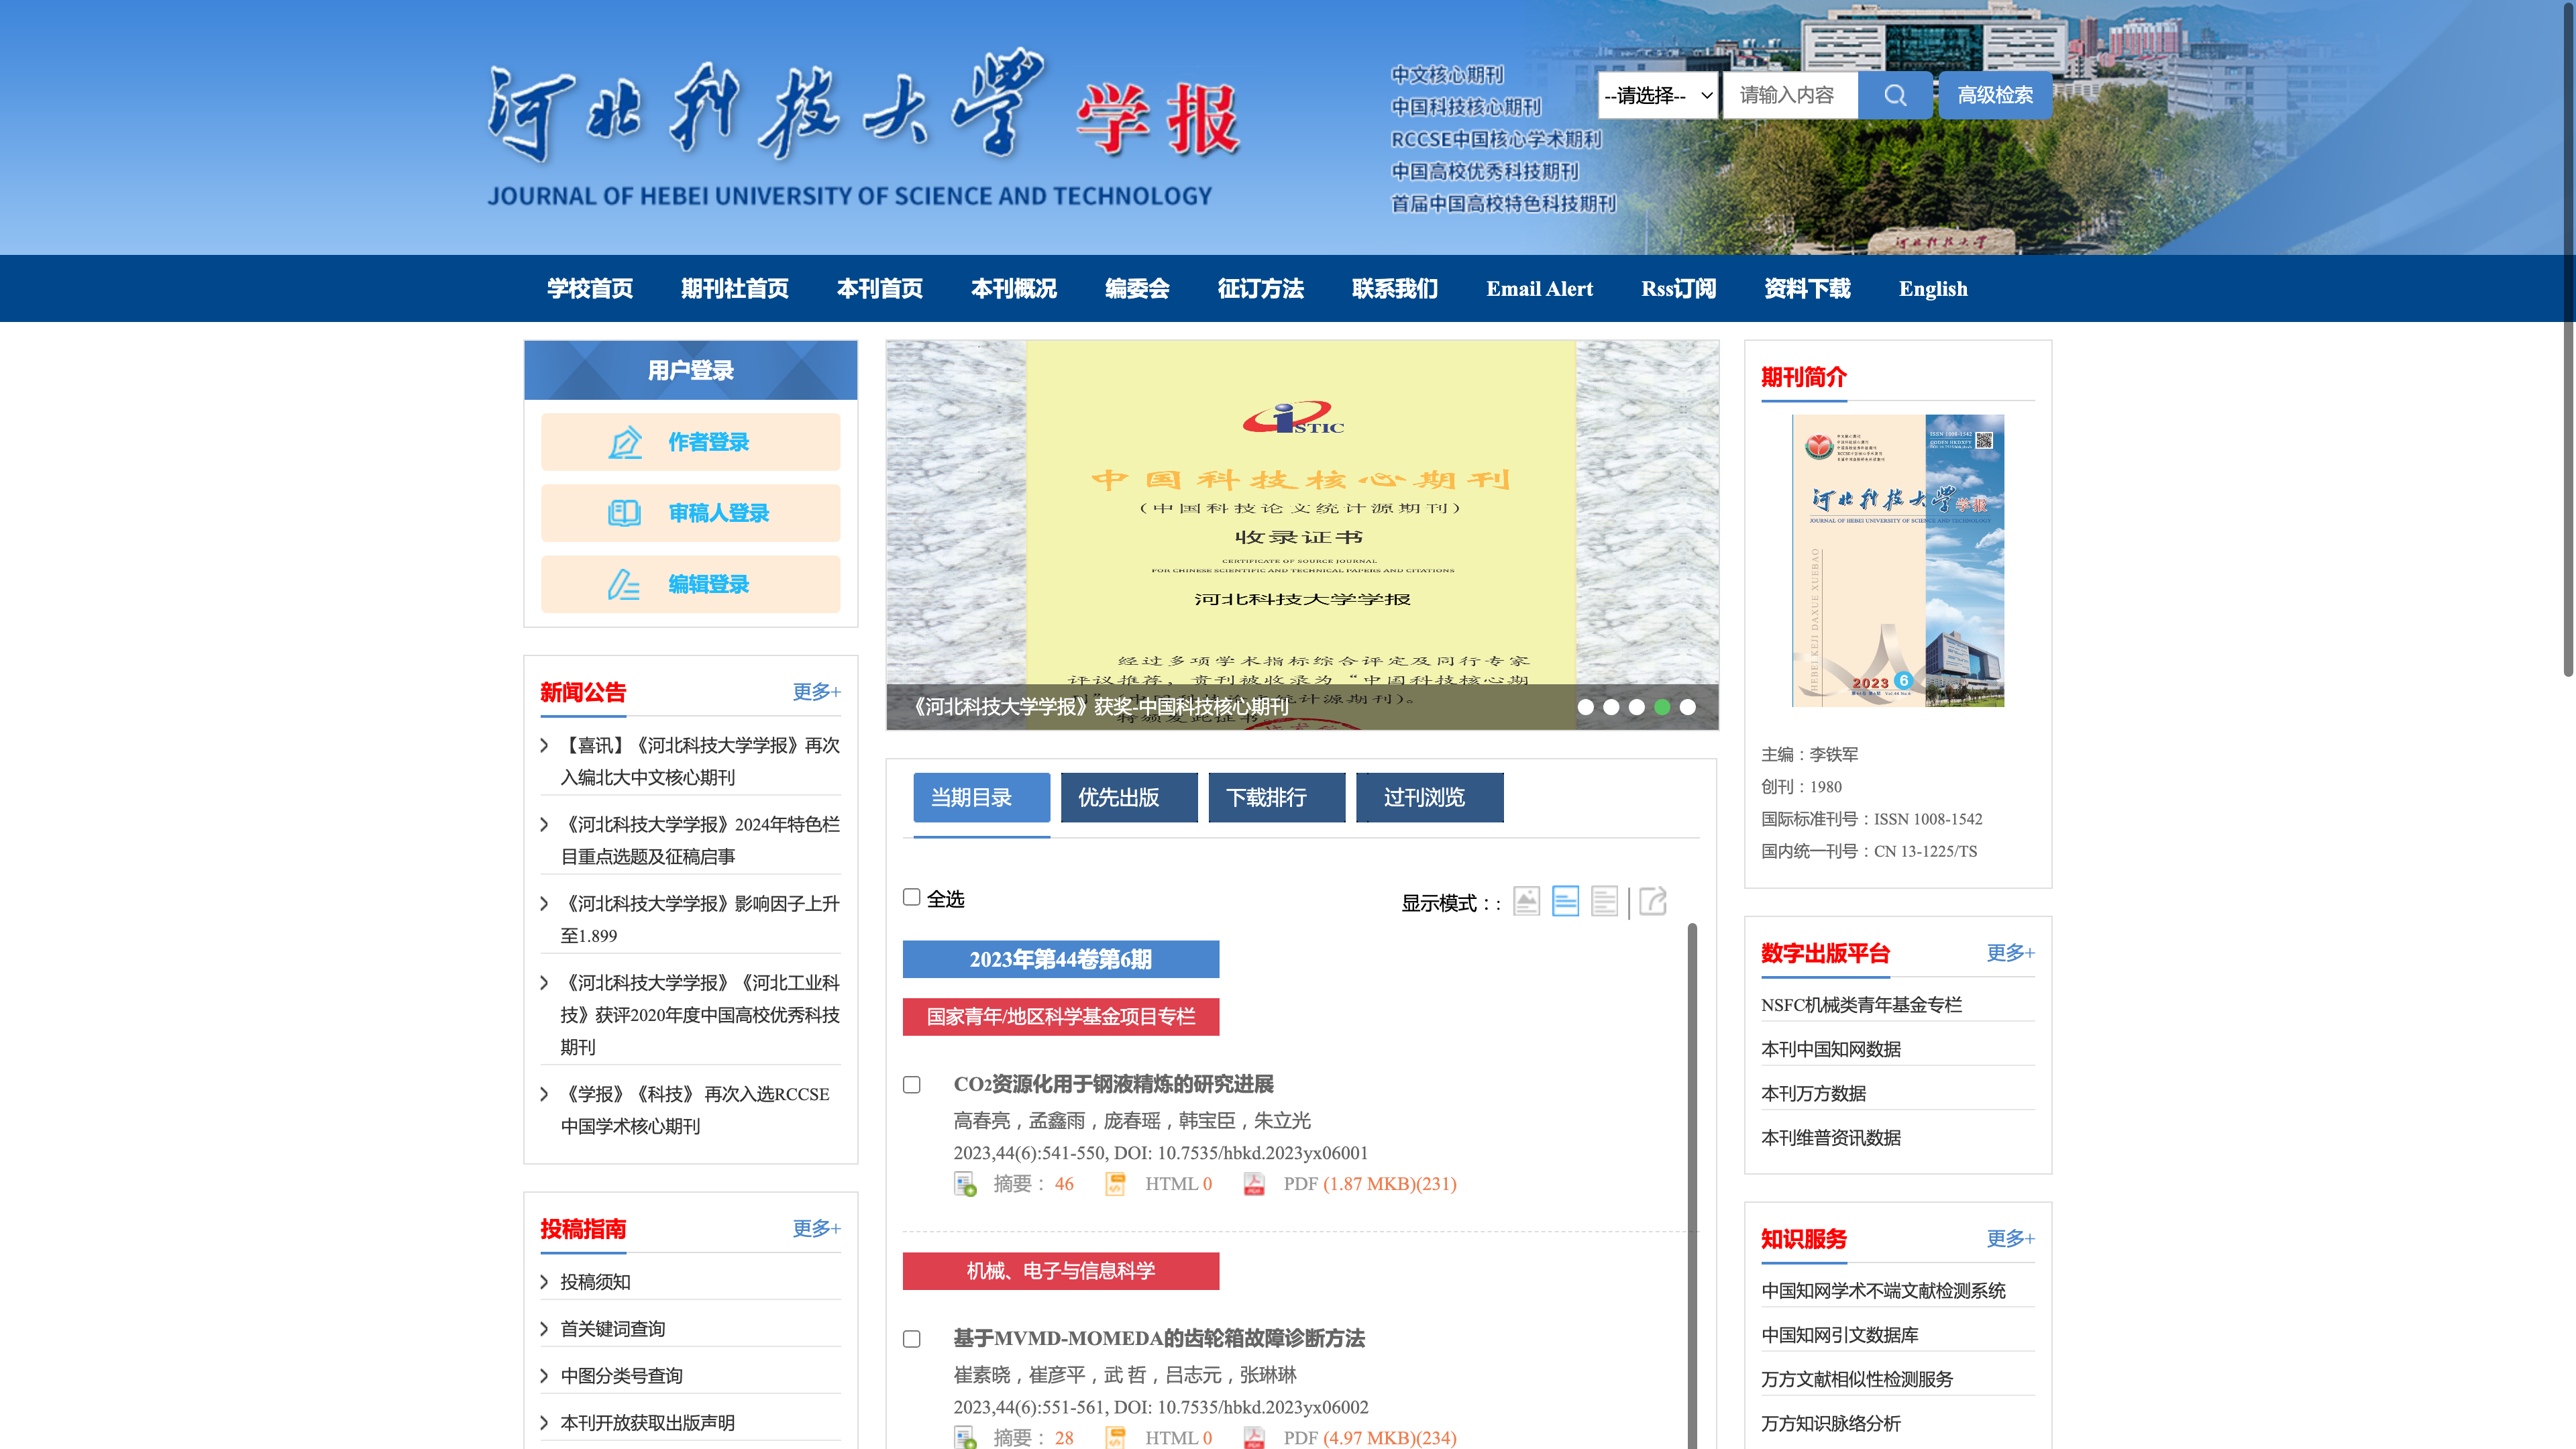 河北科技大学 学报
JOURNAL OF HEBEI UNIVERSITY OF SCIENCE AND TECHNOLOGY
中文核心期刊
中国科技核心期刊
RCCSE中国核心学术期利
中国高校优秀科技期刊
首届中国高校特色科技期刊
--请选择--
请输入内容
高级检索
河北科技大学
学校首页 期刊社首页 本刊首页 本刊概况 编委会 征订方法 联系我们 Email Alert Rss订阅 资料下载 English
用户登录
作者登录
审稿人登录
编辑登录
新闻公告 更多+
【喜讯】《河北科技大学学报》再次
入编北大中文核心期刊
《河北科技大学学报》2024年特色栏
目重点选题及征稿启事
《河北科技大学学报》影响因子上升
至1.899
《河北科技大学学报》《河北工业科
技》获评2020年度中国高校优秀科技
期刊
《学报》《科技》 再次入选RCCSE
中国学术核心期刊
投稿指南 更多+
投稿须知
首关键词查询
中图分类号查询
本刊开放获取出版声明
ISTIC
中国科技核心期刊
（中国科技论文统计源期刊）
收录证书
CERTIFICATE OF SOURCE JOURNAL
FOR CHINESE SCIENTIFIC AND TECHNICAL PAPERS AND CITATIONS
河北科技大学学报
经过多项学术指标综合评定及同行专家
评议推荐，贵刊被收录为“中国科技核心期
《河北科技大学学报》获奖-中国科技核心期刊
当期目录 优先出版 下载排行 过刊浏览
全选
显示模式：:
2023年第44卷第6期
国家青年/地区科学基金项目专栏
CO2资源化用于钢液精炼的研究进展
高春亮，孟鑫雨，庞春瑶，韩宝臣，朱立光
2023,44(6):541-550, DOI: 10.7535/hbkd.2023yx06001
摘要： 46 HTML 0 PDF (1.87 MKB)(231)
机械、电子与信息科学
基于MVMD-MOMEDA的齿轮箱故障诊断方法
崔素晓，崔彦平，武 哲，吕志元，张琳琳
2023,44(6):551-561, DOI: 10.7535/hbkd.2023yx06002
摘要： 28 HTML 0 PDF (4.97 MKB)(234)
期刊简介
ISSN 1008-1542
河北科技大学学报
JOURNAL OF HEBEI UNIVERSITY OF SCIENCE AND TECHNOLOGY
HEBEI KEJI DAXUE XUEBAO
2023 6
主编：李铁军
创刊：1980
国际标准刊号：ISSN 1008-1542
国内统一刊号：CN 13-1225/TS
数字出版平台 更多+
NSFC机械类青年基金专栏
本刊中国知网数据
本刊万方数据
本刊维普资讯数据
知识服务 更多+
中国知网学术不端文献检测系统
中国知网引文数据库
万方文献相似性检测服务
万方知识脉络分析